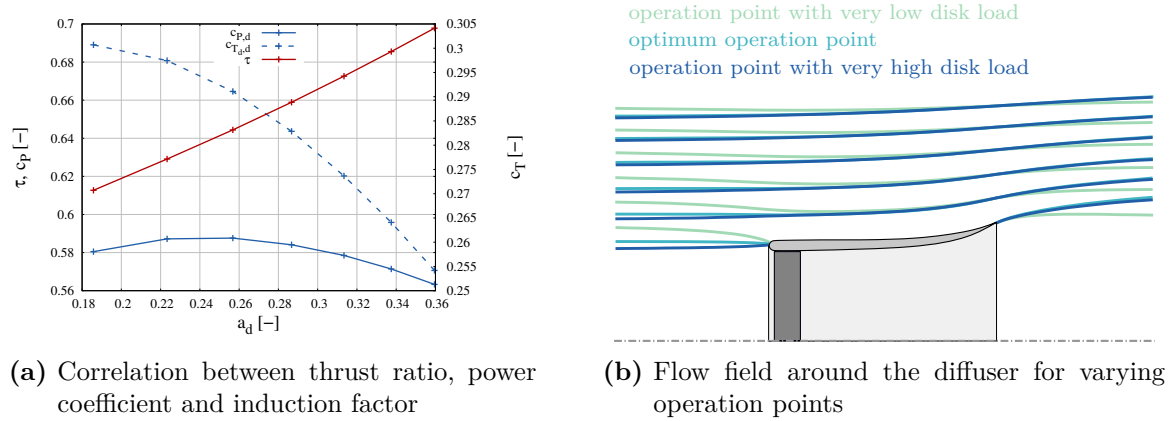 0.7
0.68
0.66
0.64
0.62
0.6
0.58
0.56
τ, cP [−]
0.18 0.2 0.22 0.24 0.26 0.28 0.3 0.32 0.34 0.36
ad [−]
0.305
0.3
0.295
0.29
0.285
0.28
0.275
0.27
0.265
0.26
0.255
0.25
cT [−]
cP,d
cTd,d
τ
(a) Correlation between thrust ratio, power
coefficient and induction factor
operation point with very low disk load
optimum operation point
operation point with very high disk load
(b) Flow field around the diffuser for varying
operation points